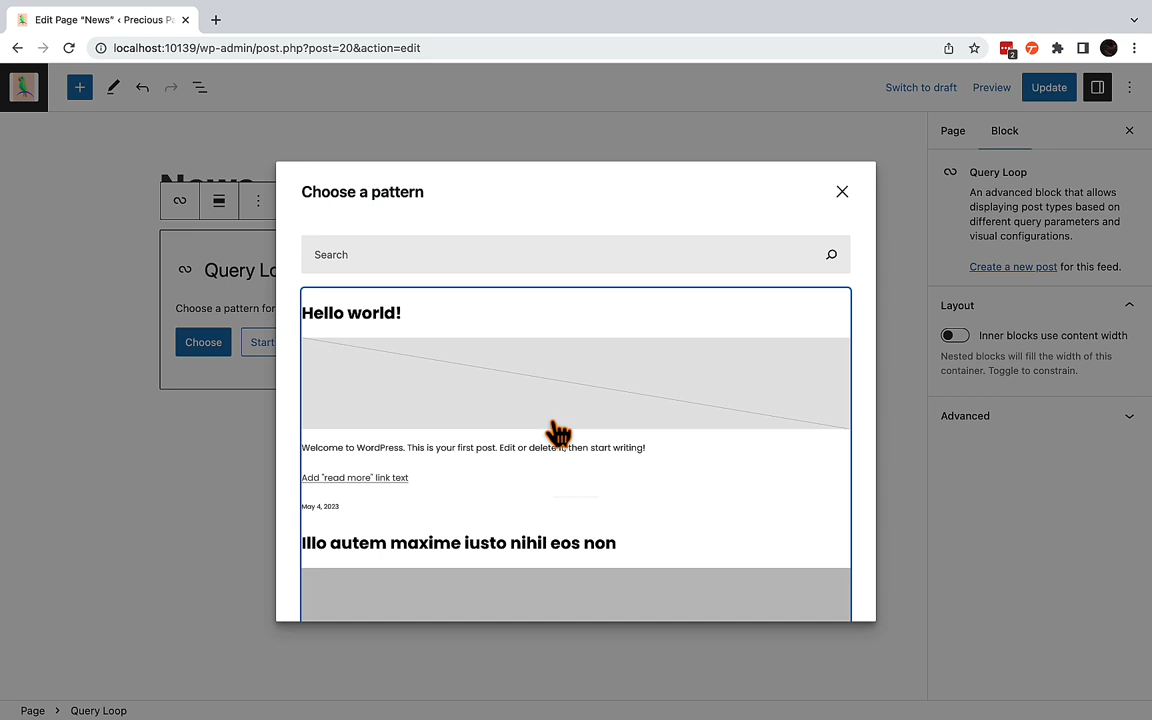 Edit Page “News” ‹ Precious P
localhost:10139/wp-admin/post.php?post=20&action=edit
2
Switch to draft
Preview
Update
Page
Block
News
Query Loop
An advanced block that allows
displaying post types based on
different query parameters and
visual configurations.
Create a new post for this feed.
Layout
Inner blocks use content width
Nested blocks will fill the width of this
container. Toggle to constrain.
Advanced
Query Lo
Choose a pattern for
Choose
Start
Choose a pattern
Search
Hello world!
Welcome to WordPress. This is your first post. Edit or delete it, then start writing!
Add "read more" link text
May 4, 2023
Illo autem maxime iusto nihil eos non
Page
Query Loop